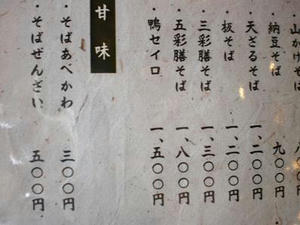 山かけそば 八
納豆そば 九〇〇円
・天ざるそば 一、二〇〇円
・板そば 一、二〇〇円
・三彩膳そば 一、三〇〇円
・五彩膳そば 一、八〇〇円
・鴨セイロ 一、五〇〇円
甘味
・そばあべかわ 三〇〇円
・そばぜんざい 五〇〇円